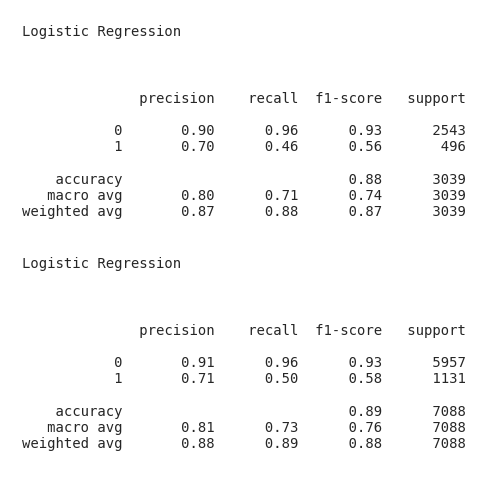 Logistic Regression
precision recall f1-score support
0 0.90 0.96 0.93 2543
1 0.70 0.46 0.56 496
accuracy 0.88 3039
macro avg 0.80 0.71 0.74 3039
weighted avg 0.87 0.88 0.87 3039
Logistic Regression
precision recall f1-score support
0 0.91 0.96 0.93 5957
1 0.71 0.50 0.58 1131
accuracy 0.89 7088
macro avg 0.81 0.73 0.76 7088
weighted avg 0.88 0.89 0.88 7088